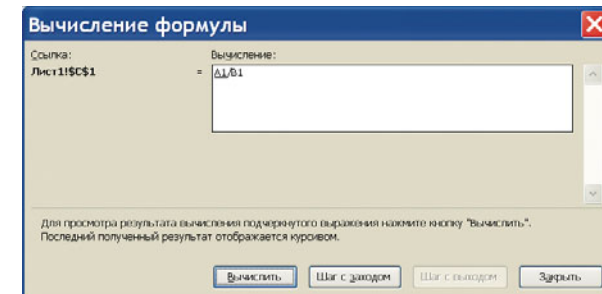 Вычисление формулы
Ссылка:
Вычисление:
Лист1!$C$1 = A1/B1
Для просмотра результата вычисления подчеркнутого выражения нажмите кнопку "Вычислить".
Последний полученный результат отображается курсивом.
Вычислить
Шаг с заходом
Шаг с выходом
Закрыть